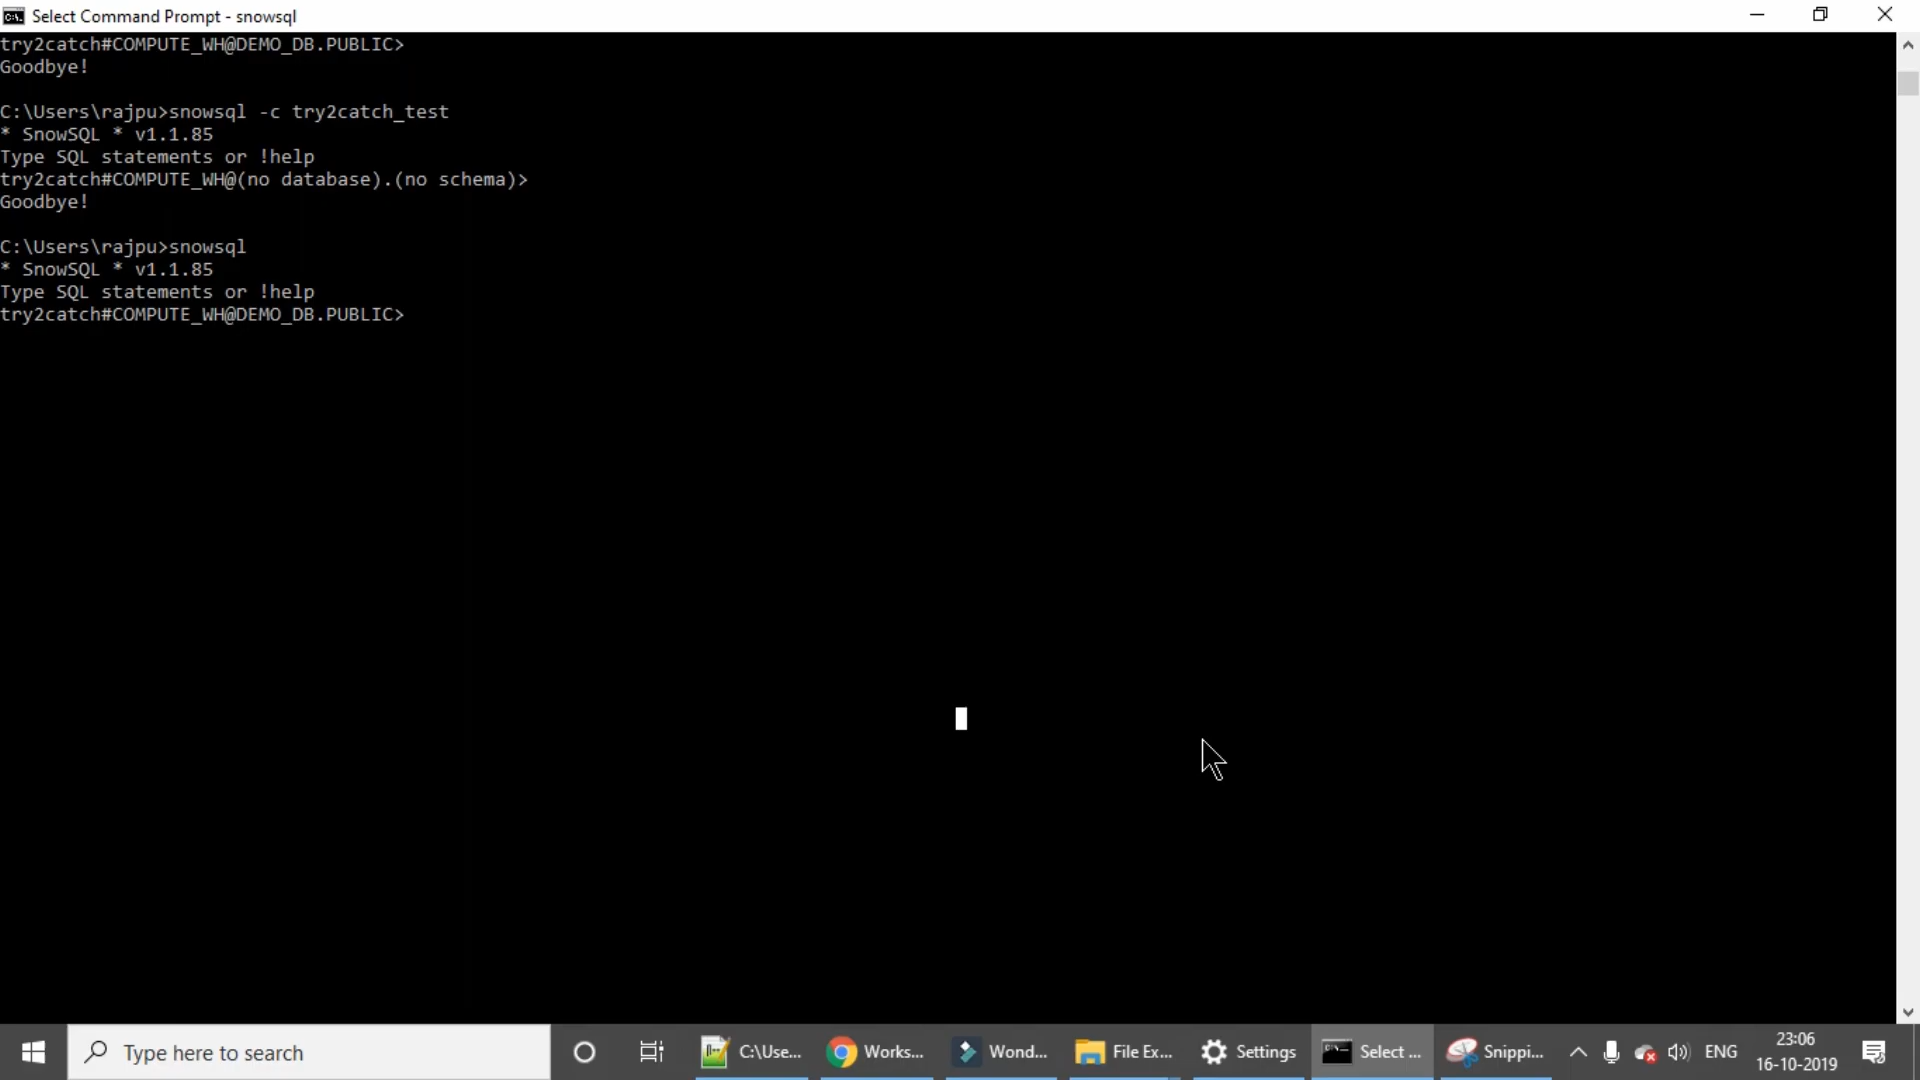 Select Command Prompt - snowsql
try2catch#COMPUTE_WH@DEMO_DB.PUBLIC>
Goodbye!
C:\Users\rajpu>snowsql -c try2catch_test
* SnowSQL * v1.1.85
Type SQL statements or !help
try2catch#COMPUTE_WH@(no database).(no schema)>
Goodbye!
C:\Users\rajpu>snowsql
* SnowSQL * v1.1.85
Type SQL statements or !help
try2catch#COMPUTE_WH@DEMO_DB.PUBLIC>
Type here to search
C:\Use...
Works...
Wond...
File Ex...
Settings
Select ...
Snippi...
ENG
23:06
16-10-2019